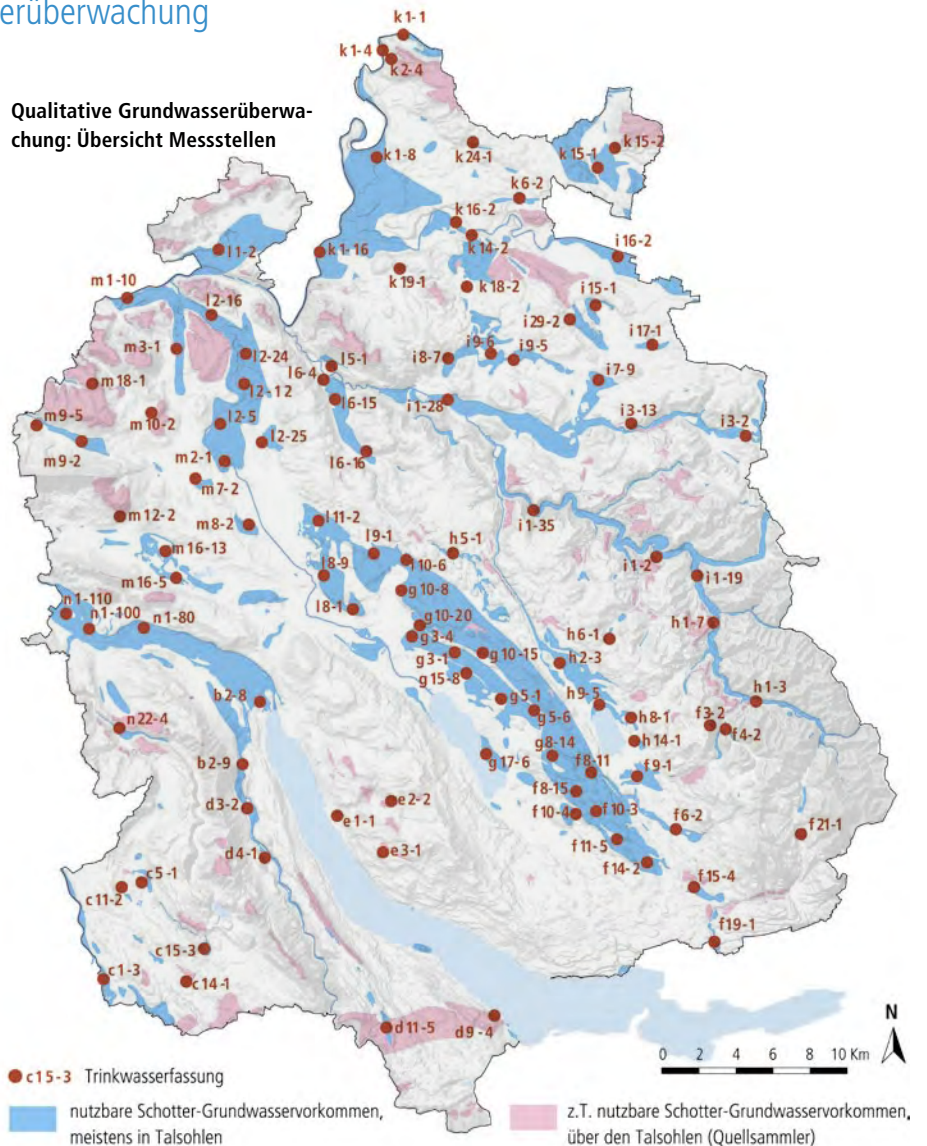 erüberwachung
Qualitative Grundwasserüberwa-
chung: Übersicht Messstellen
k 1-1
k 1-4
k 2-4
k 1-8
k 24-1
k 15-1
k 15-2
k 6-2
k 16-2
k 14-2
i 16-2
l 1-2
k 1-16
k 19-1
k 18-2
m 1-10
l 2-16
i 15-1
i 29-2
i 17-1
m 3-1
l 2-24
l 5-1
i 8-7
i 9-6
i 9-5
m 18-1
l 2-12
l 6-4
l 6-15
i 1-28
i 7-9
m 9-5
m 10-2
l 2-5
l 2-25
i 3-13
i 3-2
m 9-2
m 2-1
l 6-16
m 7-2
m 12-2
m 8-2
l 11-2
i 1-35
m 16-13
l 9-1
h 5-1
l 10-6
l 8-9
i 1-2
i 1-19
m 16-5
g 10-8
l 8-1
n 1-110
n 1-100
n 1-80
g 10-20
g 3-4
h 6-1
h 1-7
g 3-1
g 10-15
h 2-3
g 15-8
b 2-8
g 5-1
g 5-6
h 9-5
h 1-3
n 22-4
h 8-1
f 3-2
f 4-2
h 14-1
g 8-14
g 17-6
b 2-9
f 8-11
f 9-1
f 8-15
d 3-2
e 2-2
e 1-1
f 10-4
f 10-3
f 6-2
f 21-1
e 3-1
d 4-1
f 11-5
f 14-2
c 5-1
c 11-2
f 15-4
c 15-3
f 19-1
c 1-3
c 14-1
d 11-5
d 9-4
N
0 2 4 6 8 10 Km
c 15-3 Trinkwasserfassung
nutzbare Schotter-Grundwasservorkommen,
meistens in Talsohlen
z.T. nutzbare Schotter-Grundwasservorkommen,
über den Talsohlen (Quellsammler)